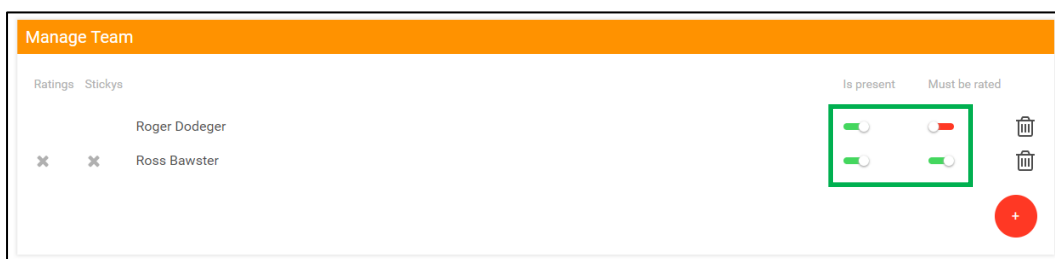 Manage Team
Ratings Stickys Is present Must be rated
Roger Dodeger
Ross Bawster
+